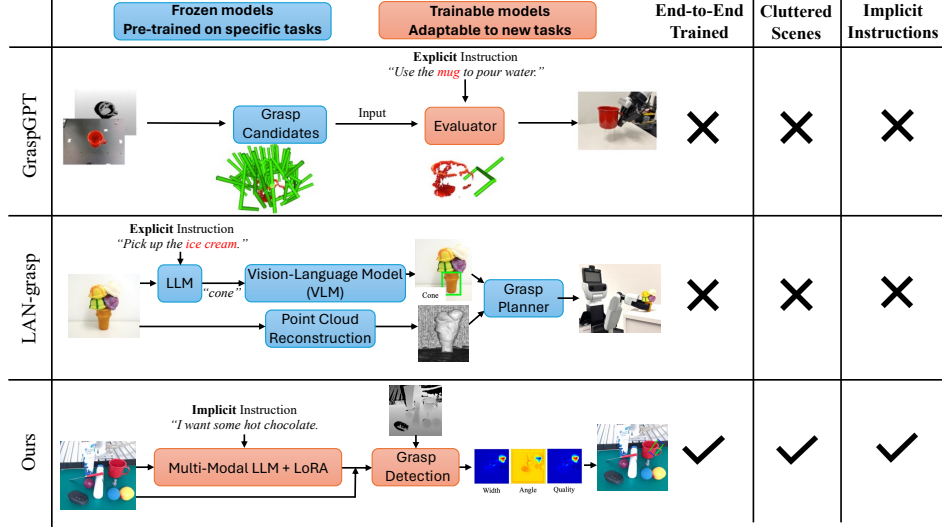 Frozen models
Pre-trained on specific tasks
Trainable models
Adaptable to new tasks
End-to-End
Trained
Cluttered
Scenes
Implicit
Instructions
GraspGPT
Explicit Instruction
“Use the mug to pour water.”
Grasp
Candidates
Input
Evaluator
LAN-grasp
Explicit Instruction
“Pick up the ice cream.”
LLM
“cone”
Vision-Language Model
(VLM)
Cone
Point Cloud
Reconstruction
Grasp
Planner
Ours
Implicit Instruction
“I want some hot chocolate.
Multi-Modal LLM + LoRA
Grasp
Detection
Width
Angle
Quality